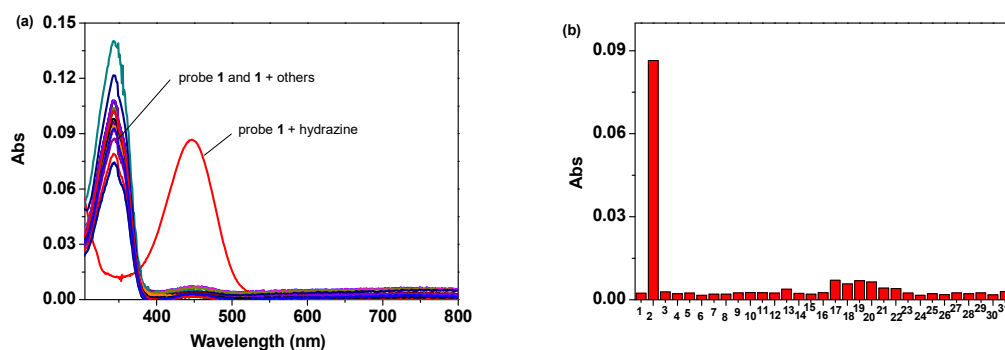 (a)
0.15
0.12
0.09
0.06
0.03
0.00
Abs
probe 1 and 1 + others
probe 1 + hydrazine
400 500 600 700 800
Wavelength (nm)
(b)
0.09
0.06
0.03
0.00
Abs
1 2 3 4 5 6 7 8 9 10 11 12 13 14 15 16 17 18 19 20 21 22 23 24 25 26 27 28 29 30